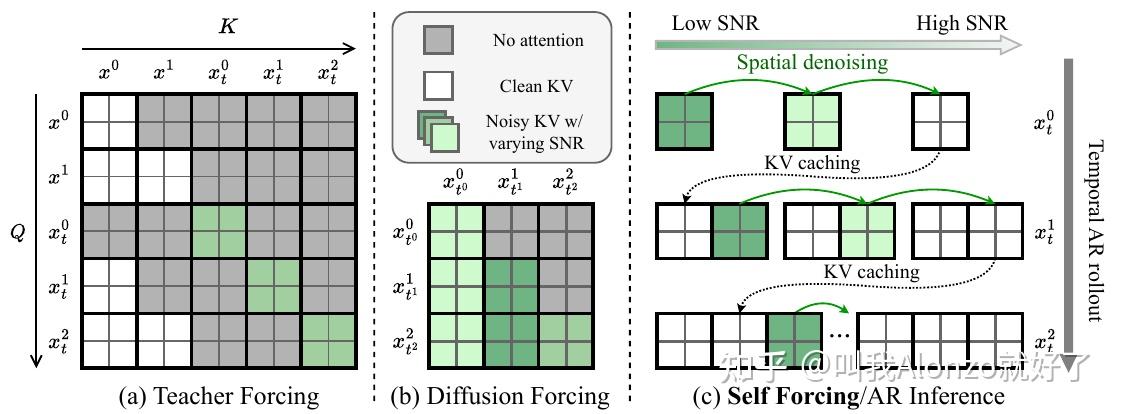 K
x^0 x^1 x_t^0 x_t^1 x_t^2
Q
x^0
x^1
x_t^0
x_t^1
x_t^2
(a) Teacher Forcing
No attention
Clean KV
Noisy KV w/
varying SNR
x_{t^0}^0 x_{t^1}^1 x_{t^2}^2
x_{t^0}^0
x_{t^1}^1
x_{t^2}^2
(b) Diffusion Forcing
Low SNR High SNR
Spatial denoising
x_t^0
KV caching
x_t^1
KV caching
...
x_t^2
Temporal AR rollout
(c) Self Forcing/AR Inference
知乎 @叫我Alonzo就好了